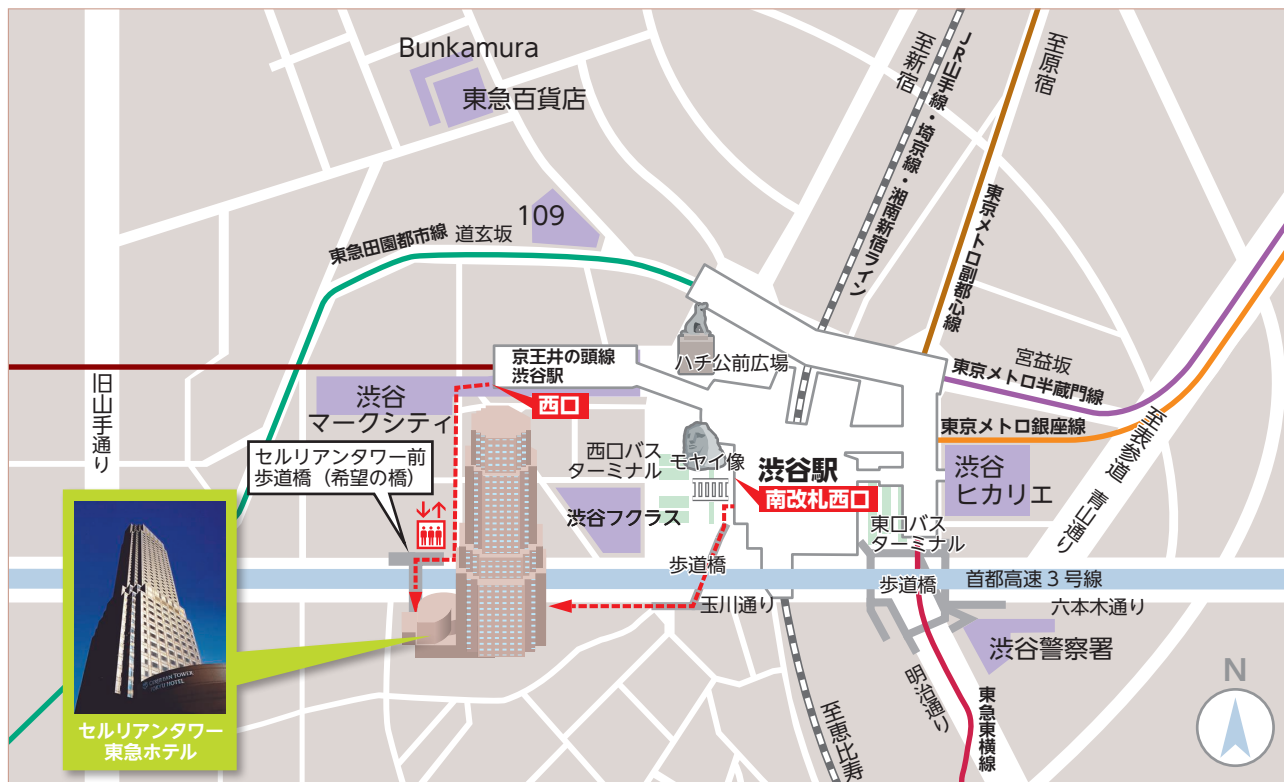 Bunkamura
東急百貨店
至新宿
JR山手線・埼京線・湘南新宿ライン
至原宿
東京メトロ副都心線
109
東急田園都市線
道玄坂
ハチ公前広場
宮益坂
東京メトロ半蔵門線
東京メトロ銀座線
至表参道
青山通り
旧山手通り
京王井の頭線
渋谷駅
西口
渋谷
マークシティ
セルリアンタワー前
歩道橋（希望の橋）
西口バス
ターミナル
モヤイ像
渋谷駅
南改札西口
渋谷
ヒカリエ
渋谷フクラス
東口バス
ターミナル
歩道橋
歩道橋
首都高速3号線
玉川通り
六本木通り
渋谷警察署
明治通り
東急東横線
至恵比寿
N
CERULEAN TOWER
TOKYU HOTEL
セルリアンタワー
東急ホテル